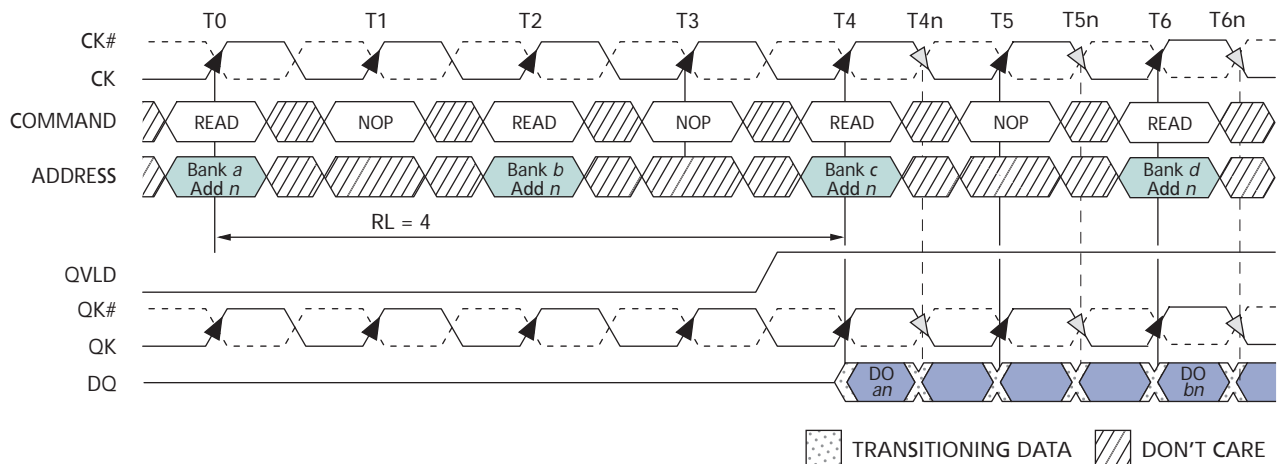 T0 T1 T2 T3 T4 T4n T5 T5n T6 T6n
CK#
CK
COMMAND READ NOP READ NOP READ NOP READ
ADDRESS Bank a Add n Bank b Add n Bank c Add n Bank d Add n
RL = 4
QVLD
QK#
QK
DQ DO an DO bn
TRANSITIONING DATA DON'T CARE